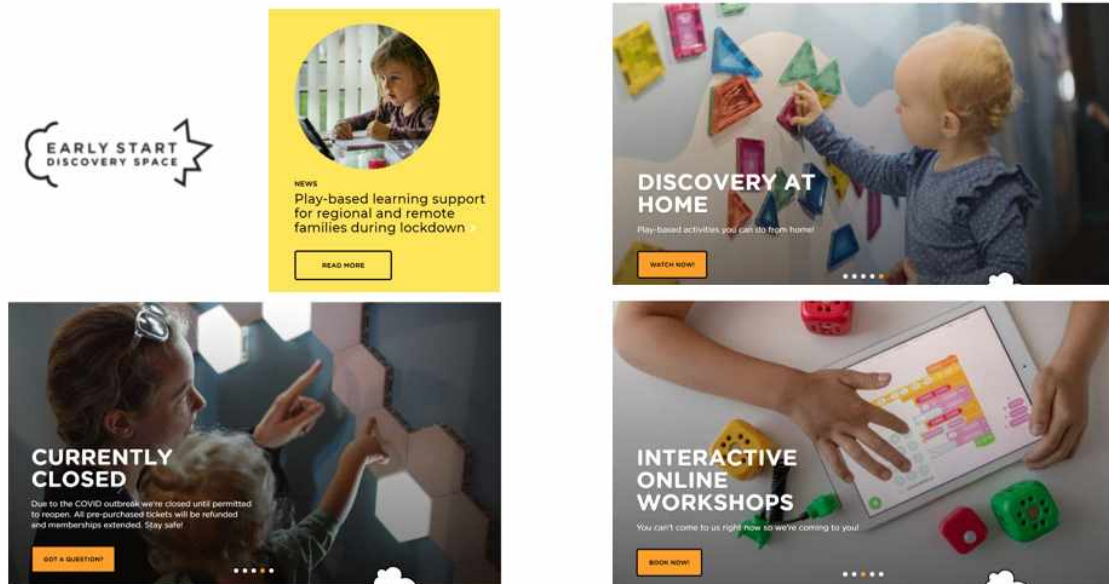 EARLY START
DISCOVERY SPACE
NEWS
Play-based learning support
for regional and remote
families during lockdown >
READ MORE
DISCOVERY AT
HOME
Play-based activities you can do from home!
WATCH NOW!
CURRENTLY
CLOSED
Due to the COVID outbreak we're closed until permitted
to reopen. All pre-purchased tickets will be refunded
and memberships extended. Stay safe!
GOT A QUESTION?
INTERACTIVE
ONLINE
WORKSHOPS
You can't come to us right now so we're coming to you!
BOOK NOW!